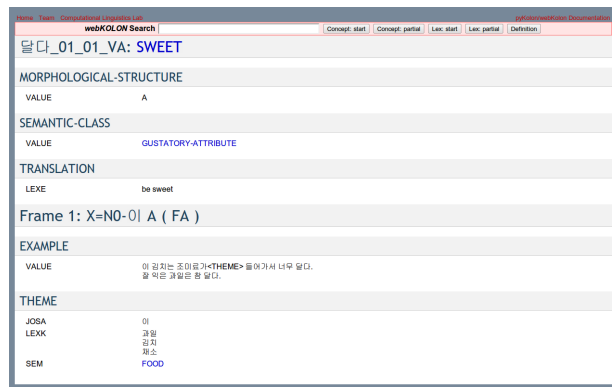 Home Team Computational Linguistics Lab pyKolon/webKolon Documentation
webKOLON Search Concept: start Concept: partial Lex: start Lex: partial Definition
달다_01_01_VA: SWEET
MORPHOLOGICAL-STRUCTURE
VALUE A
SEMANTIC-CLASS
VALUE GUSTATORY-ATTRIBUTE
TRANSLATION
LEXE be sweet
Frame 1: X=N0-이 A ( FA )
EXAMPLE
VALUE 이 김치는 조미료가<THEME> 들어가서 너무 달다.
잘 익은 과일은 참 달다.
THEME
JOSA 이
LEXK 과일
김치
채소
SEM FOOD